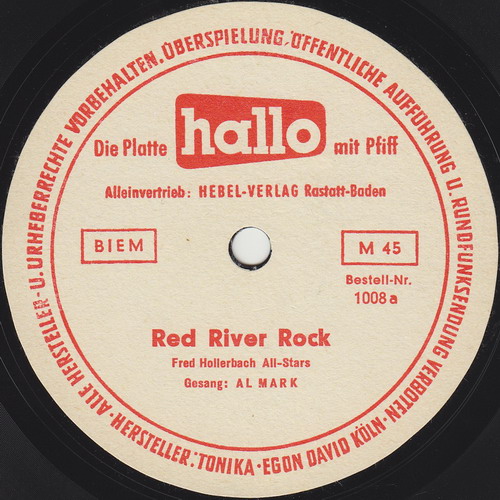 · ALLE HERSTELLER- U. URHEBERRECHTE VORBEHALTEN. ÜBERSPIELUNG, ÖFFENTLICHE AUFFÜHRUNG U. RUNDFUNKSENDUNG VERBOTEN ·
Die Platte hallo mit Pfiff
Alleinvertrieb: HEBEL-VERLAG Rastatt-Baden
BIEM
M 45
Bestell-Nr.
1008 a
Red River Rock
Fred Hollerbach All-Stars
Gesang: AL MARK
HERSTELLER: TONIKA · EGON DAVID KÖLN ·